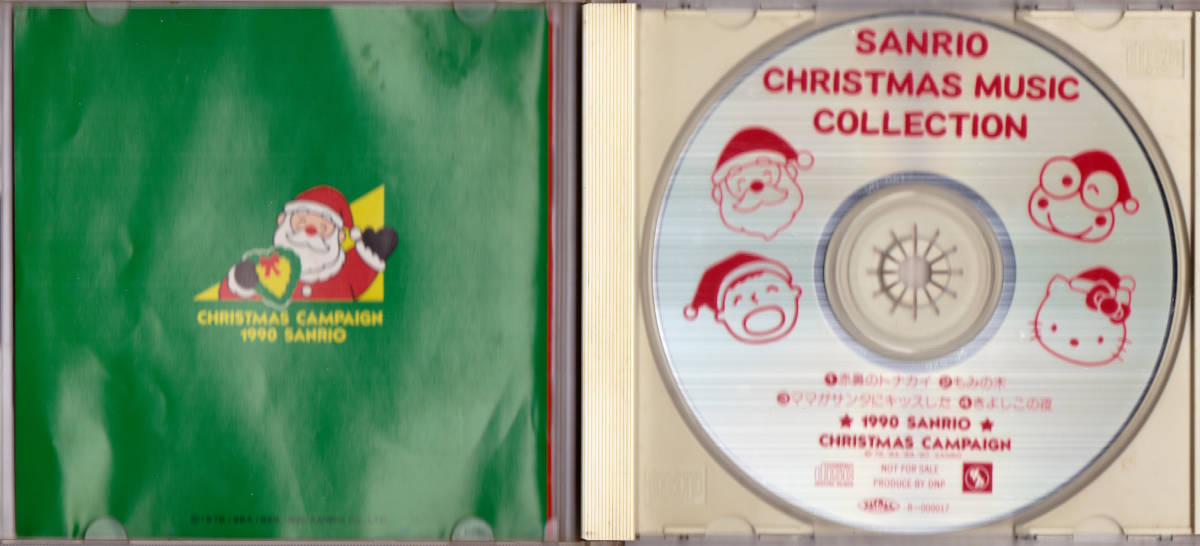 CHRISTMAS CAMPAIGN
1990 SANRIO
SANRIO
CHRISTMAS MUSIC
COLLECTION
❶赤鼻のトナカイ ❷もみの木
❸ママがサンタにキッスした ❹きよしこの夜
★ 1990 SANRIO ★
CHRISTMAS CAMPAIGN
NOT FOR SALE
PRODUCE BY DNP
R-000017